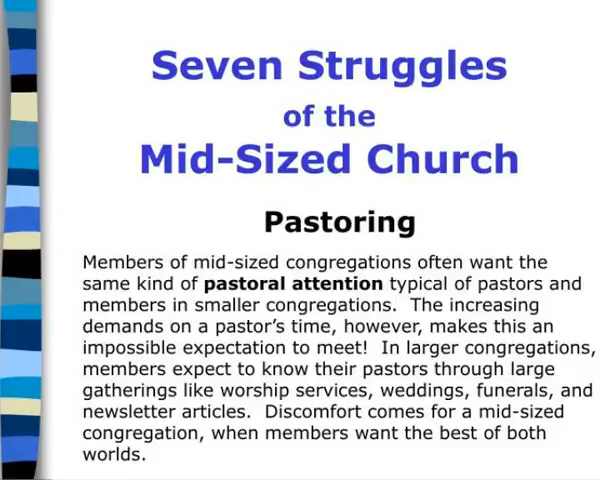 Seven Struggles
of the
Mid-Sized Church
Pastoring
Members of mid-sized congregations often want the
same kind of pastoral attention typical of pastors and
members in smaller congregations.  The increasing
demands on a pastor's time, however, makes this an
impossible expectation to meet!  In larger congregations,
members expect to know their pastors through large
gatherings like worship services, weddings, funerals, and
newsletter articles.  Discomfort comes for a mid-sized
congregation, when members want the best of both
worlds.